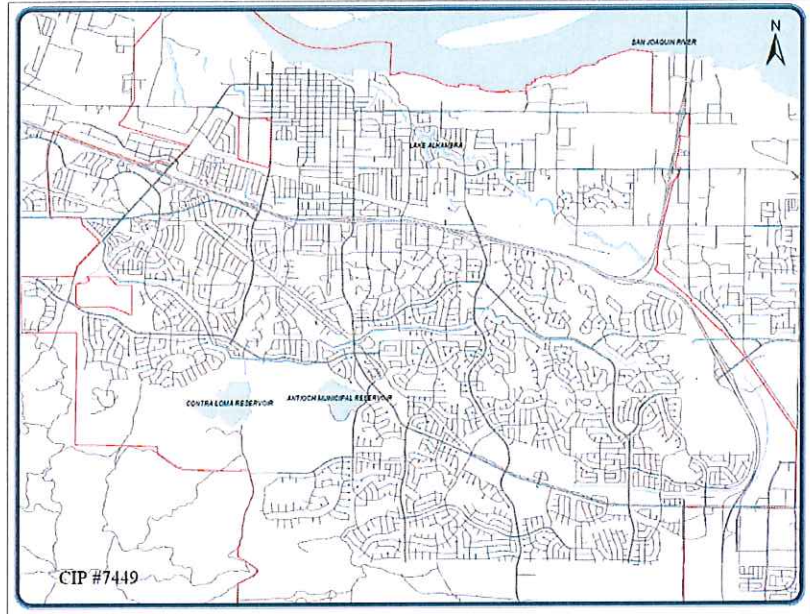 N
SAN JOAQUIN RIVER
LAKE ALHAMBRA
CONTRA LOMA RESERVOIR
ANTIOCH MUNICIPAL RESERVOIR
CIP #7449